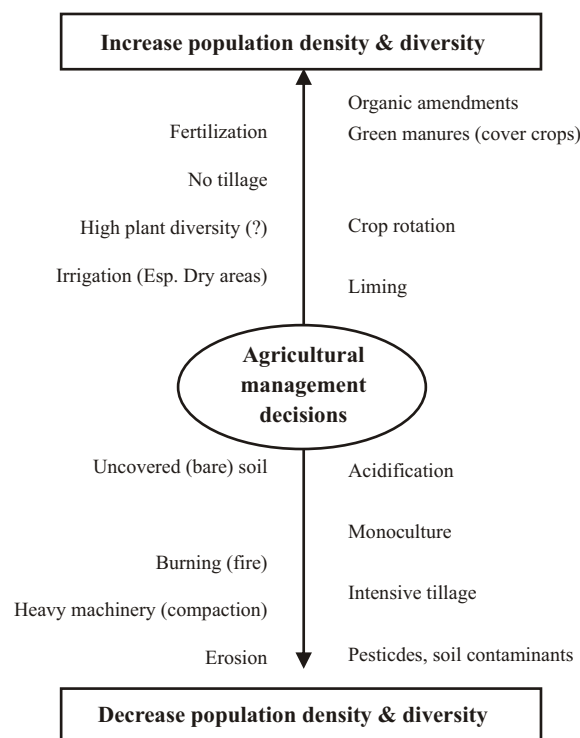 Increase population density & diversity
Organic amendments
Fertilization
Green manures (cover crops)
No tillage
High plant diversity (?)
Crop rotation
Irrigation (Esp. Dry areas)
Liming
Agricultural
management
decisions
Uncovered (bare) soil
Acidification
Monoculture
Burning (fire)
Intensive tillage
Heavy machinery (compaction)
Erosion
Pesticdes, soil contaminants
Decrease population density & diversity